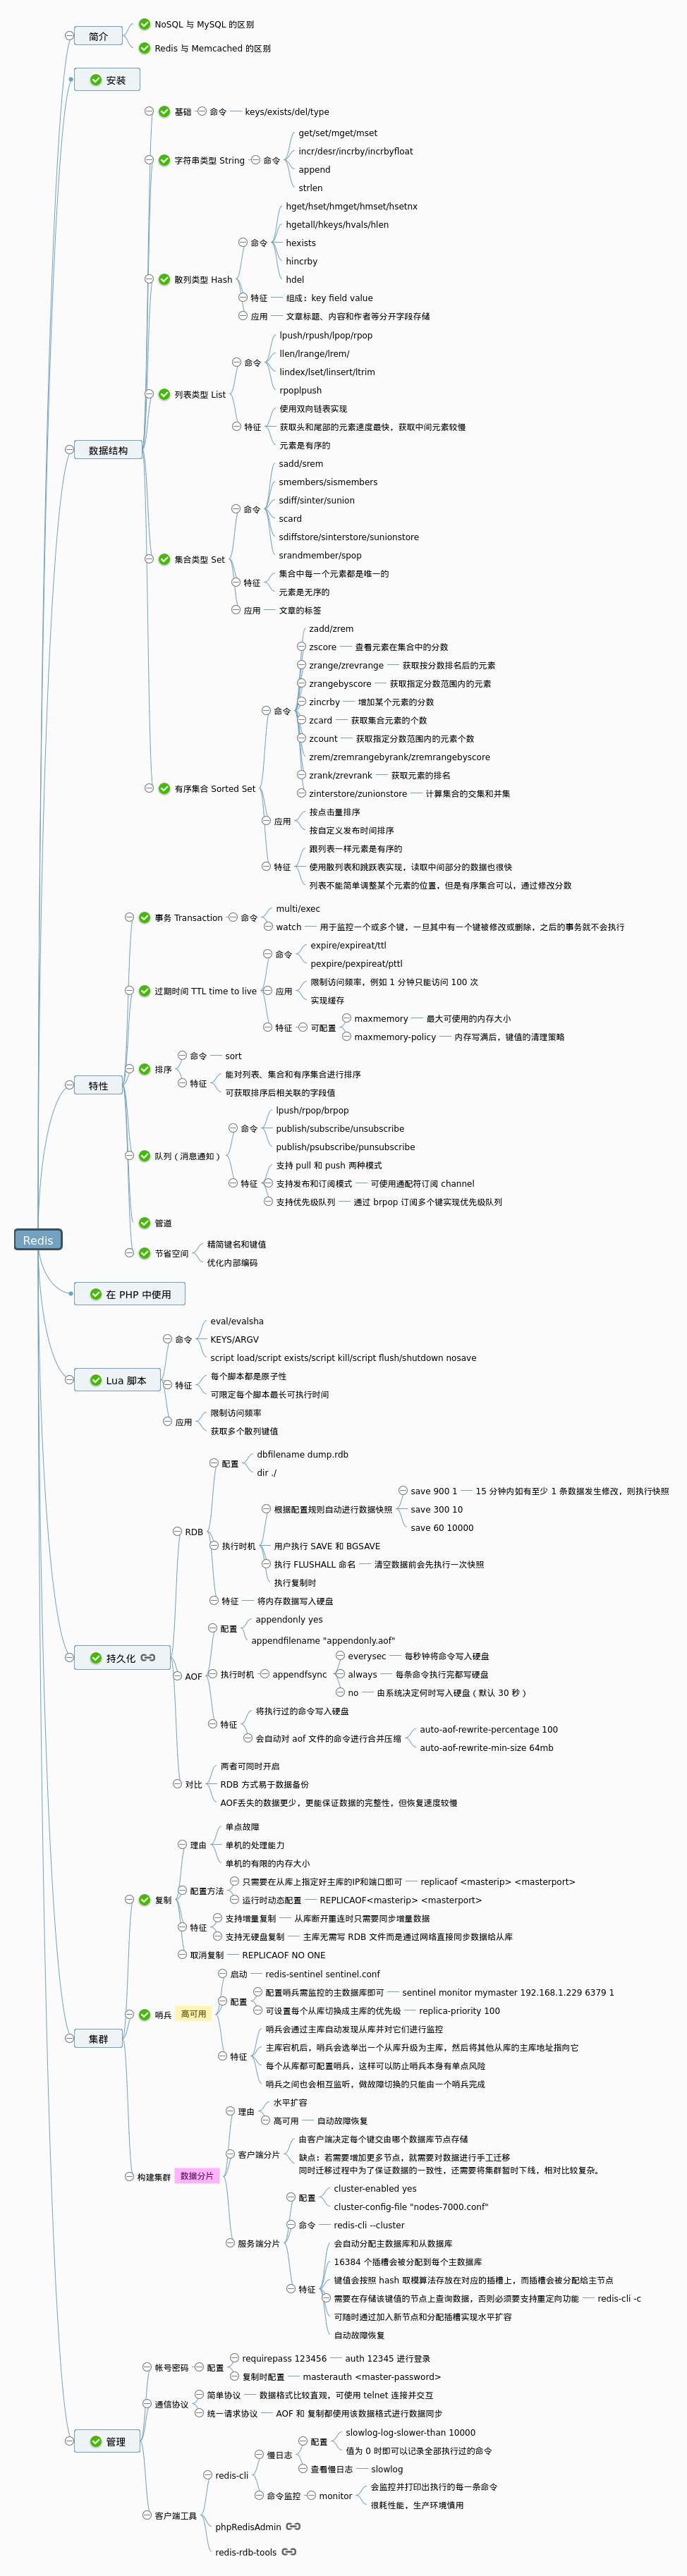 简介
NoSQL 与 MySQL 的区别
Redis 与 Memcached 的区别
安装
数据结构
基础
命令
keys/exists/del/type
字符串类型 String
命令
get/set/mget/mset
incr/desr/incrby/incrbyfloat
append
strlen
散列类型 Hash
命令
hget/hset/hmget/hmset/hsetnx
hgetall/hkeys/hvals/hlen
hexists
hincrby
hdel
特征
组成: key field value
应用
文章标题、内容和作者等分开字段存储
列表类型 List
命令
lpush/rpush/lpop/rpop
llen/lrange/lrem/
lindex/lset/linsert/ltrim
rpoplpush
特征
使用双向链表实现
获取头和尾部的元素速度最快，获取中间元素较慢
元素是有序的
集合类型 Set
命令
sadd/srem
smembers/sismembers
sdiff/sinter/sunion
scard
sdiffstore/sinterstore/sunionstore
srandmember/spop
特征
集合中每一个元素都是唯一的
元素是无序的
应用
文章的标签
有序集合 Sorted Set
命令
zadd/zrem
zscore
查看元素在集合中的分数
zrange/zrevrange
获取按分数排名后的元素
zrangebyscore
获取指定分数范围内的元素
zincrby
增加某个元素的分数
zcard
获取集合元素的个数
zcount
获取指定分数范围内的元素个数
zrem/zremrangebyrank/zremrangebyscore
zrank/zrevrank
获取元素的排名
zinterstore/zunionstore
计算集合的交集和并集
应用
按点击量排序
按自定义发布时间排序
特征
跟列表一样元素是有序的
使用散列表和跳跃表实现，读取中间部分的数据也很快
列表不能简单调整某个元素的位置，但是有序集合可以，通过修改分数
特性
事务 Transaction
命令
multi/exec
watch
用于监控一个或多个键，一旦其中有一个键被修改或删除，之后的事务就不会执行
过期时间 TTL time to live
命令
expire/expireat/ttl
pexpire/pexpireat/pttl
应用
限制访问频率，例如 1 分钟只能访问 100 次
实现缓存
特征
可配置
maxmemory
最大可使用的内存大小
maxmemory-policy
内存写满后，键值的清理策略
排序
命令
sort
特征
能对列表、集合和有序集合进行排序
可获取排序后相关联的字段值
队列 ( 消息通知 )
命令
lpush/rpop/brpop
publish/subscribe/unsubscribe
publish/psubscribe/punsubscribe
特征
支持 pull 和 push 两种模式
支持发布和订阅模式
可使用通配符订阅 channel
支持优先级队列
通过 brpop 订阅多个键实现优先级队列
管道
节省空间
精简键名和键值
优化内部编码
Redis
在 PHP 中使用
Lua 脚本
命令
eval/evalsha
KEYS/ARGV
script load/script exists/script kill/script flush/shutdown nosave
特征
每个脚本都是原子性
可限定每个脚本最长可执行时间
应用
限制访问频率
获取多个散列键值
持久化
RDB
配置
dbfilename dump.rdb
dir ./
执行时机
根据配置规则自动进行数据快照
save 900 1
15 分钟内如有至少 1 条数据发生修改，则执行快照
save 300 10
save 60 10000
用户执行 SAVE 和 BGSAVE
执行 FLUSHALL 命名
清空数据前会先执行一次快照
执行复制时
特征
将内存数据写入硬盘
AOF
配置
appendonly yes
appendfilename "appendonly.aof"
执行时机
appendfsync
everysec
每秒钟将命令写入硬盘
always
每条命令执行完都写硬盘
no
由系统决定何时写入硬盘 ( 默认 30 秒 )
特征
将执行过的命令写入硬盘
会自动对 aof 文件的命令进行合并压缩
auto-aof-rewrite-percentage 100
auto-aof-rewrite-min-size 64mb
对比
两者可同时开启
RDB 方式易于数据备份
AOF丢失的数据更少，更能保证数据的完整性，但恢复速度较慢
集群
复制
理由
单点故障
单机的处理能力
单机的有限的内存大小
配置方法
只需要在从库上指定好主库的IP和端口即可
replicaof <masterip> <masterport>
运行时动态配置
REPLICAOF<masterip> <masterport>
特征
支持增量复制
从库断开重连时只需要同步增量数据
支持无硬盘复制
主库无需写 RDB 文件而是通过网络直接同步数据给从库
取消复制
REPLICAOF NO ONE
哨兵
高可用
启动
redis-sentinel sentinel.conf
配置
配置哨兵需监控的主数据库即可
sentinel monitor mymaster 192.168.1.229 6379 1
可设置每个从库切换成主库的优先级
replica-priority 100
特征
哨兵会通过主库自动发现从库并对它们进行监控
主库宕机后，哨兵会选举出一个从库升级为主库，然后将其他从库的主库地址指向它
每个从库都可配置哨兵，这样可以防止哨兵本身有单点风险
哨兵之间也会相互监听，做故障切换的只能由一个哨兵完成
构建集群
数据分片
理由
水平扩容
高可用
自动故障恢复
客户端分片
由客户端决定每个键交由哪个数据库节点存储
缺点: 若需要增加更多节点，就需要对数据进行手工迁移
同时迁移过程中为了保证数据的一致性，还需要将集群暂时下线，相对比较复杂。
服务端分片
配置
cluster-enabled yes
cluster-config-file "nodes-7000.conf"
命令
redis-cli --cluster
特征
会自动分配主数据库和从数据库
16384 个插槽会被分配到每个主数据库
键值会按照 hash 取模算法存放在对应的插槽上，而插槽会被分配给主节点
需要在存储该键值的节点上查询数据，否则必须要支持重定向功能
redis-cli -c
可随时通过加入新节点和分配插槽实现水平扩容
自动故障恢复
管理
帐号密码
配置
requirepass 123456
auth 12345 进行登录
复制时配置
masterauth <master-password>
通信协议
简单协议
数据格式比较直观，可使用 telnet 连接并交互
统一请求协议
AOF 和 复制都使用该数据格式进行数据同步
客户端工具
redis-cli
慢日志
配置
slowlog-log-slower-than 10000
值为 0 时即可以记录全部执行过的命令
查看慢日志
slowlog
命令监控
monitor
会监控并打印出执行的每一条命令
很耗性能，生产环境慎用
phpRedisAdmin
redis-rdb-tools